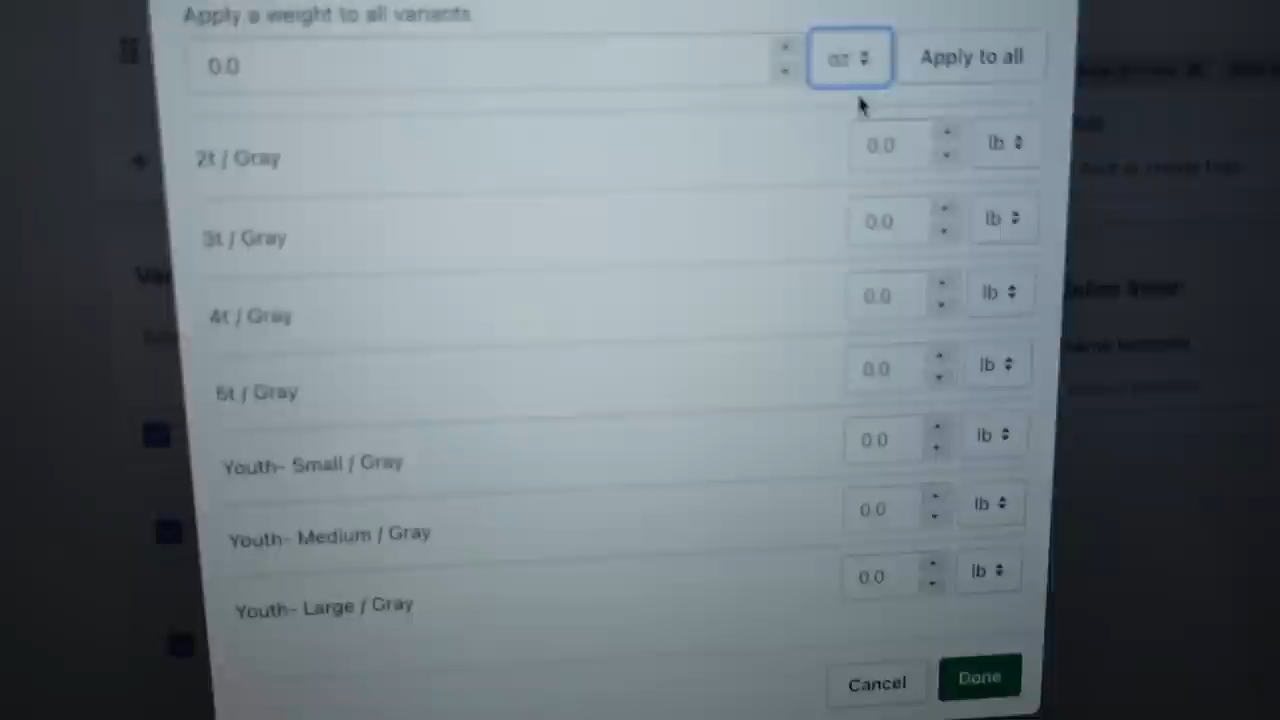 Apply a weight to all variants
0.0 oz Apply to all
2t / Gray 0.0 lb
3t / Gray 0.0 lb
4t / Gray 0.0 lb
5t / Gray 0.0 lb
Youth- Small / Gray 0.0 lb
Youth- Medium / Gray 0.0 lb
Youth- Large / Gray 0.0 lb
Cancel Done